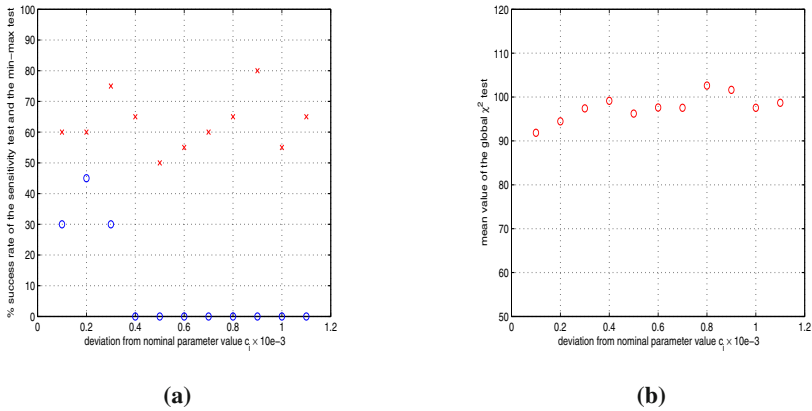 % success rate of the sensitivity test and the min−max test
100
90
80
70
60
50
40
30
20
10
0
0 0.2 0.4 0.6 0.8 1 1.2
deviation from nominal parameter value c_i × 10e−3
(a)
mean value of the global χ² test
120
110
100
90
80
70
60
50
0 0.2 0.4 0.6 0.8 1 1.2
deviation from nominal parameter value c_i × 10e−3
(b)